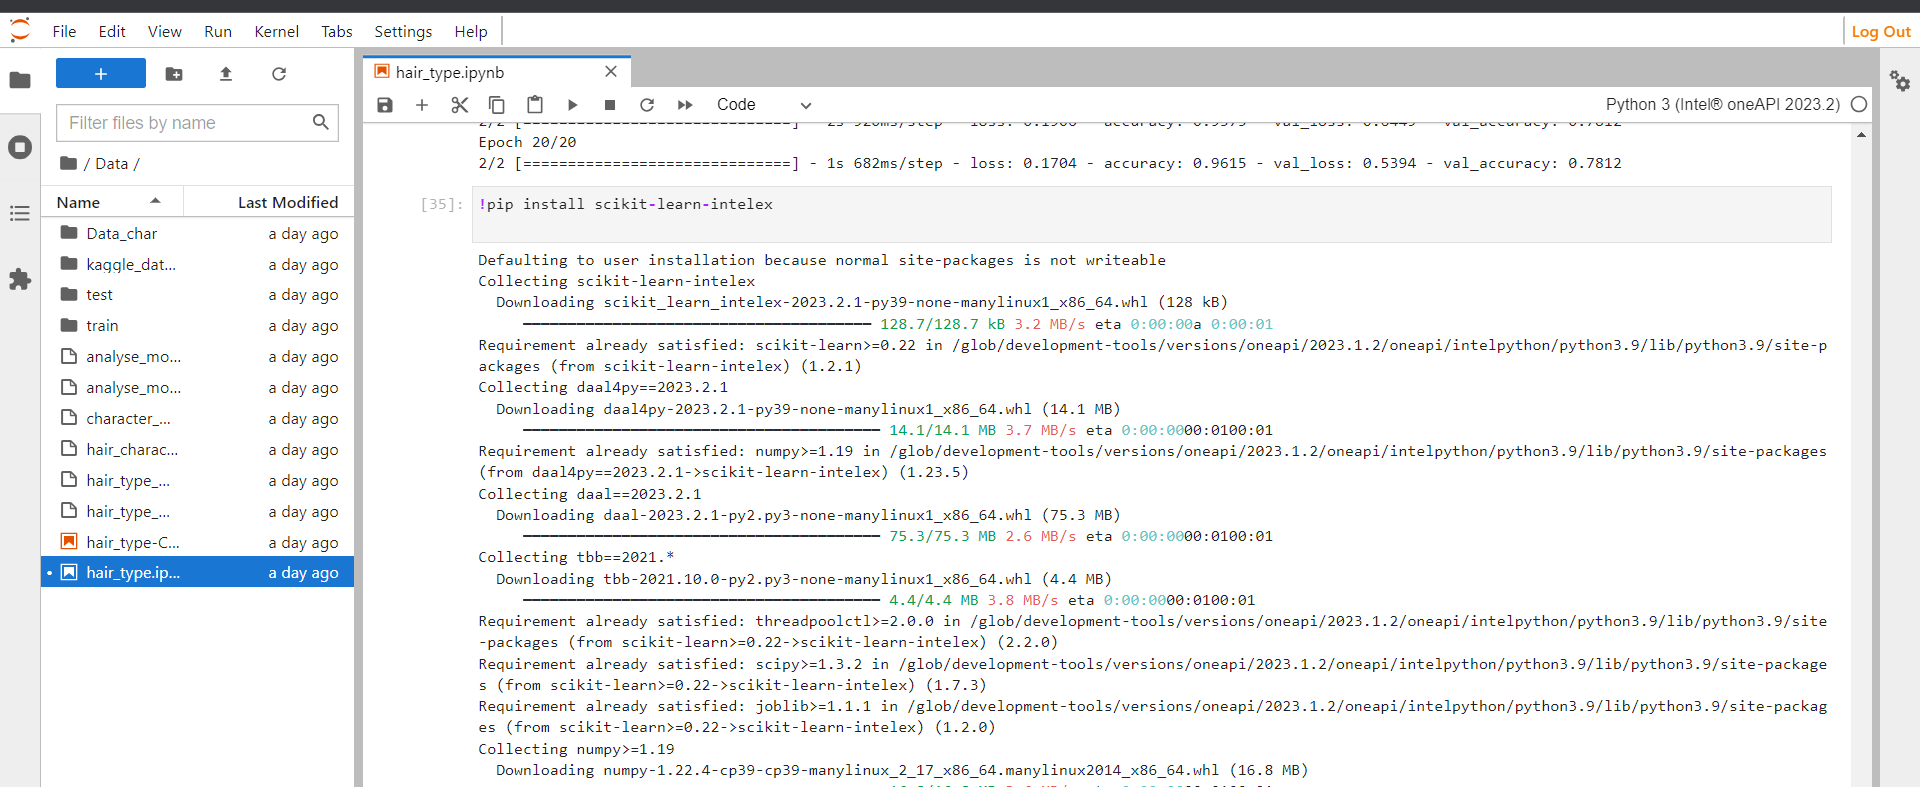 File Edit View Run Kernel Tabs Settings Help
Log Out
+
Filter files by name
/ Data /
Name Last Modified
Data_char a day ago
kaggle_dat... a day ago
test a day ago
train a day ago
analyse_mo... a day ago
analyse_mo... a day ago
character_... a day ago
hair_charac... a day ago
hair_type_... a day ago
hair_type_... a day ago
hair_type-C... a day ago
hair_type.ip... a day ago
hair_type.ipynb
Code
Python 3 (Intel® oneAPI 2023.2)
Epoch 20/20
2/2 [==============================] - 1s 682ms/step - loss: 0.1704 - accuracy: 0.9615 - val_loss: 0.5394 - val_accuracy: 0.7812
[35]: !pip install scikit-learn-intelex
Defaulting to user installation because normal site-packages is not writeable
Collecting scikit-learn-intelex
Downloading scikit_learn_intelex-2023.2.1-py39-none-manylinux1_x86_64.whl (128 kB)
128.7/128.7 kB 3.2 MB/s eta 0:00:00a 0:00:01
Requirement already satisfied: scikit-learn>=0.22 in /glob/development-tools/versions/oneapi/2023.1.2/oneapi/intelpython/python3.9/lib/python3.9/site-p
ackages (from scikit-learn-intelex) (1.2.1)
Collecting daal4py==2023.2.1
Downloading daal4py-2023.2.1-py39-none-manylinux1_x86_64.whl (14.1 MB)
14.1/14.1 MB 3.7 MB/s eta 0:00:0000:0100:01
Requirement already satisfied: numpy>=1.19 in /glob/development-tools/versions/oneapi/2023.1.2/oneapi/intelpython/python3.9/lib/python3.9/site-packages
(from daal4py==2023.2.1->scikit-learn-intelex) (1.23.5)
Collecting daal==2023.2.1
Downloading daal-2023.2.1-py2.py3-none-manylinux1_x86_64.whl (75.3 MB)
75.3/75.3 MB 2.6 MB/s eta 0:00:0000:0100:01
Collecting tbb==2021.*
Downloading tbb-2021.10.0-py2.py3-none-manylinux1_x86_64.whl (4.4 MB)
4.4/4.4 MB 3.8 MB/s eta 0:00:0000:0100:01
Requirement already satisfied: threadpoolctl>=2.0.0 in /glob/development-tools/versions/oneapi/2023.1.2/oneapi/intelpython/python3.9/lib/python3.9/site
-packages (from scikit-learn>=0.22->scikit-learn-intelex) (2.2.0)
Requirement already satisfied: scipy>=1.3.2 in /glob/development-tools/versions/oneapi/2023.1.2/oneapi/intelpython/python3.9/lib/python3.9/site-package
s (from scikit-learn>=0.22->scikit-learn-intelex) (1.7.3)
Requirement already satisfied: joblib>=1.1.1 in /glob/development-tools/versions/oneapi/2023.1.2/oneapi/intelpython/python3.9/lib/python3.9/site-packag
es (from scikit-learn>=0.22->scikit-learn-intelex) (1.2.0)
Collecting numpy>=1.19
Downloading numpy-1.22.4-cp39-cp39-manylinux_2_17_x86_64.manylinux2014_x86_64.whl (16.8 MB)